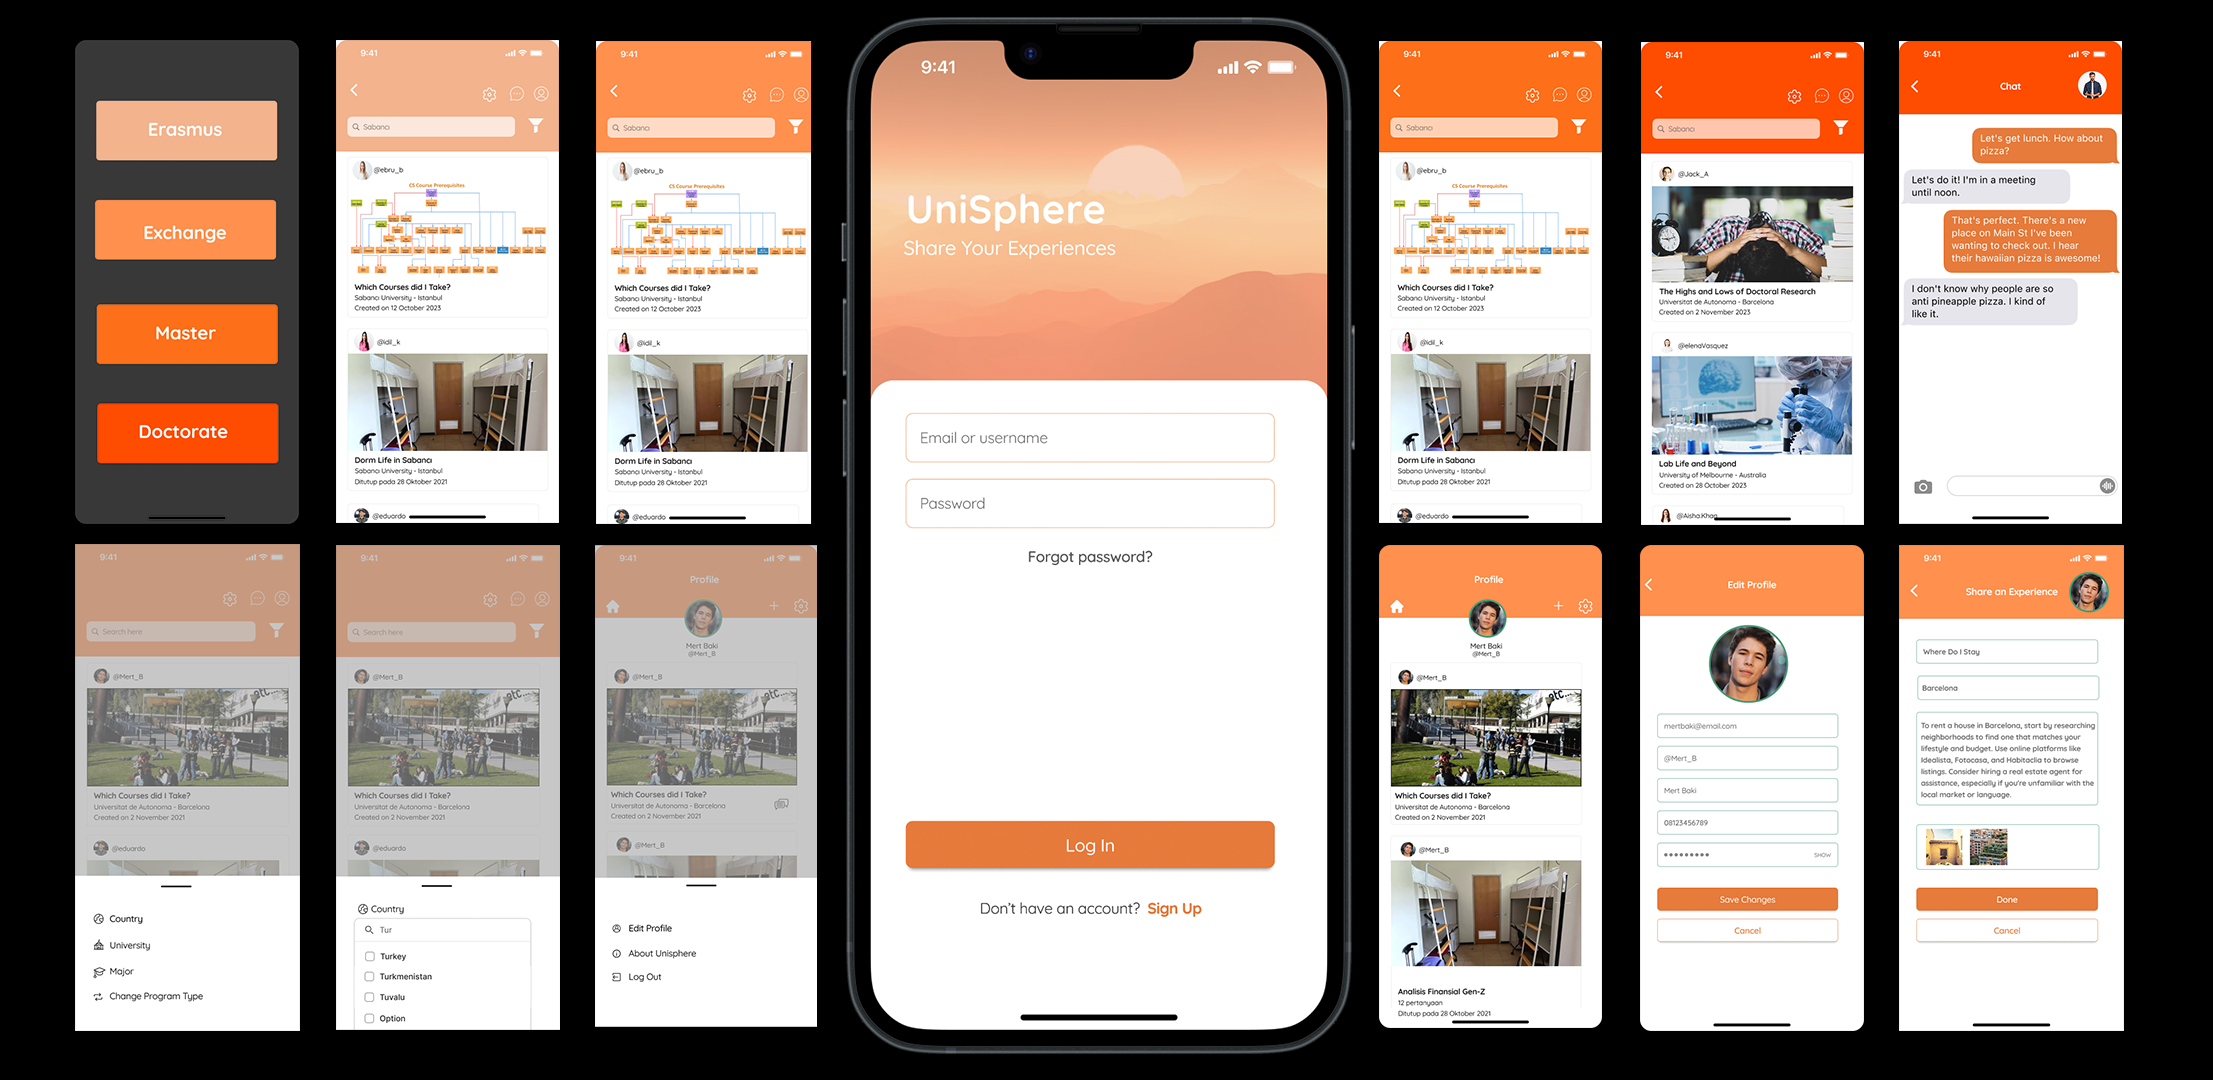 Erasmus
Exchange
Master
Doctorate
9:41
Sabancı
@ebru_b
CS Course Prerequisites
Which Courses did I Take?
Sabancı University - Istanbul
Created on 12 October 2023
@idil_k
Dorm Life in Sabancı
Sabancı University - Istanbul
Ditutup pada 28 Oktober 2021
@eduardo
9:41
Sabancı
@ebru_b
CS Course Prerequisites
Which Courses did I Take?
Sabancı University - Istanbul
Created on 12 October 2023
@idil_k
Dorm Life in Sabancı
Sabancı University - Istanbul
Ditutup pada 28 Oktober 2021
@eduardo
9:41
UniSphere
Share Your Experiences
Email or username
Password
Forgot password?
Log In
Don't have an account? Sign Up
9:41
Sabancı
@ebru_b
CS Course Prerequisites
Which Courses did I Take?
Sabancı University - Istanbul
Created on 12 October 2023
@idil_k
Dorm Life in Sabancı
Sabancı University - Istanbul
Ditutup pada 28 Oktober 2021
@eduardo
9:41
Sabancı
@Jack_A
The Highs and Lows of Doctoral Research
Universitat de Autonoma - Barcelona
Created on 2 November 2023
@elenaVasquez
Lab Life and Beyond
University of Melbourne - Australia
Created on 28 October 2023
@Aisha.Khan
9:41
Chat
Let's get lunch. How about
pizza?
Let's do it! I'm in a meeting
until noon.
That's perfect. There's a new
place on Main St I've been
wanting to check out. I hear
their hawaiian pizza is awesome!
I don't know why people are so
anti pineapple pizza. I kind of
like it.
9:41
Search here
@Mert_B
etc...
Which Courses did I Take?
Universitat de Autonoma - Barcelona
Created on 2 November 2021
@eduardo
Country
University
Major
Change Program Type
9:41
Search here
@Mert_B
etc...
Which Courses did I Take?
Universitat de Autonoma - Barcelona
Created on 2 November 2021
@eduardo
Country
Tur
Turkey
Turkmenistan
Tuvalu
Option
9:41
Profile
Mert Baki
@Mert_B
@Mert_B
etc...
Which Courses did I Take?
Universitat de Autonoma - Barcelona
Created on 2 November 2021
@Mert_B
Edit Profile
About Unisphere
Log Out
Profile
Mert Baki
@Mert_B
@Mert_B
etc...
Which Courses did I Take?
Universitat de Autonoma - Barcelona
Created on 2 November 2021
@Mert_B
Analisis Finansial Gen-Z
12 pertanyaan
Ditutup pada 28 Oktober 2021
Edit Profile
mertbaki@email.com
@Mert_B
Mert Baki
08123456789
SHOW
Save Changes
Cancel
9:41
Share an Experience
Where Do I Stay
Barcelona
To rent a house in Barcelona, start by researching
neighborhoods to find one that matches your
lifestyle and budget. Use online platforms like
Idealista, Fotocasa, and Habitaclia to browse
listings. Consider hiring a real estate agent for
assistance, especially if you're unfamiliar with the
local market or language.
Done
Cancel